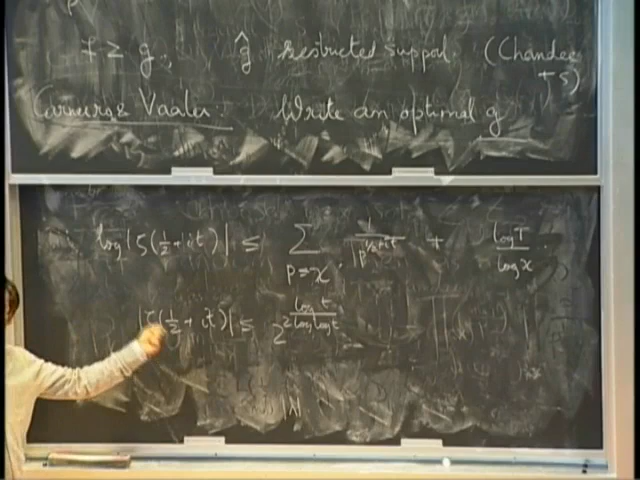 f ≥ g, ĝ restricted support. (Chandee
+ S)
Carneiro & Vaaler: Write an optimal g
log|ζ(½+it)| ≤ ∑_{p≤x} 1/|p^{½+it}| + log T / log x
|ζ(½+it)| ≤ 2^{log t / 2 log log t}